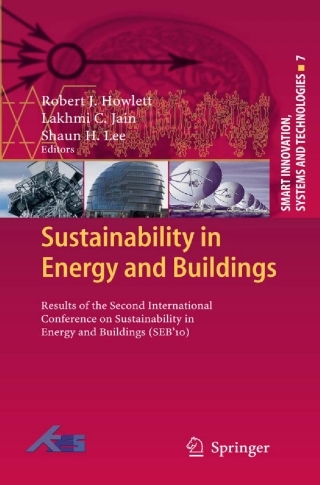 Robert J. Howlett
Lakhmi C. Jain
Shaun H. Lee
Editors
SMART INNOVATION,
SYSTEMS AND TECHNOLOGIES 7
Sustainability in
Energy and Buildings
Results of the Second International
Conference on Sustainability in
Energy and Buildings (SEB'10)
KES
Springer